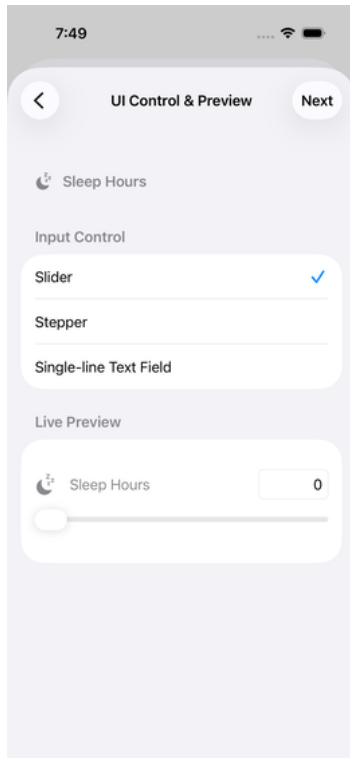 7:49
UI Control & Preview
Next
Sleep Hours
Input Control
Slider
Stepper
Single-line Text Field
Live Preview
Sleep Hours
0